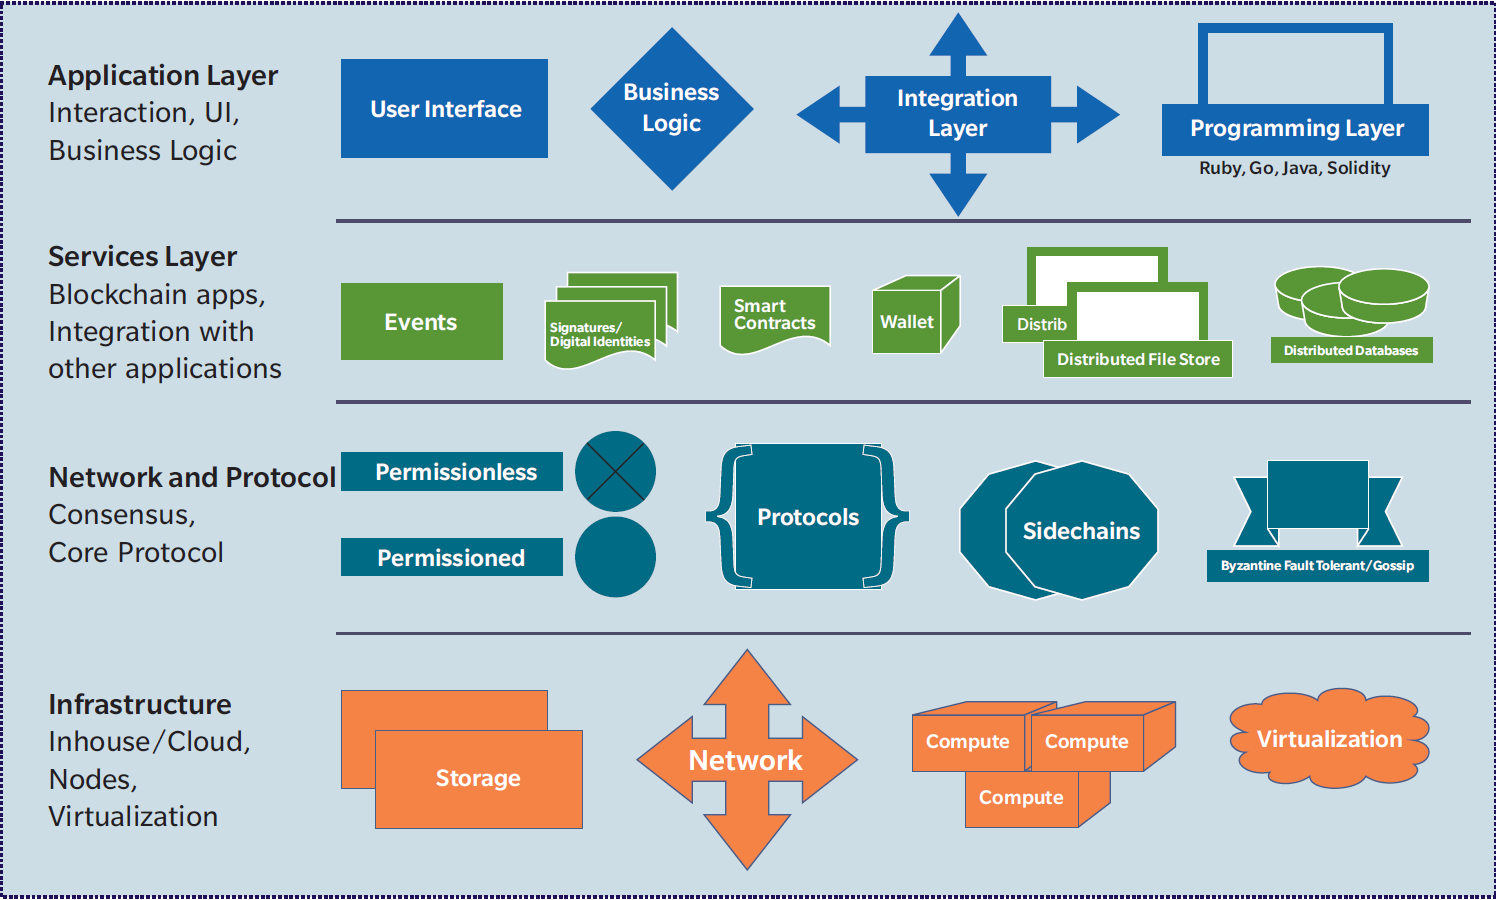 Application Layer
Interaction, UI,
Business Logic
User Interface
Business
Logic
Integration
Layer
Programming Layer
Ruby, Go, Java, Solidity
Services Layer
Blockchain apps,
Integration with
other applications
Events
Signatures/
Digital Identities
Smart
Contracts
Wallet
Distrib
Distributed File Store
Distributed Databases
Network and Protocol
Consensus,
Core Protocol
Permissionless
Permissioned
Protocols
Sidechains
Byzantine Fault Tolerant/Gossip
Infrastructure
Inhouse/Cloud,
Nodes,
Virtualization
Storage
Network
Compute
Compute
Compute
Virtualization